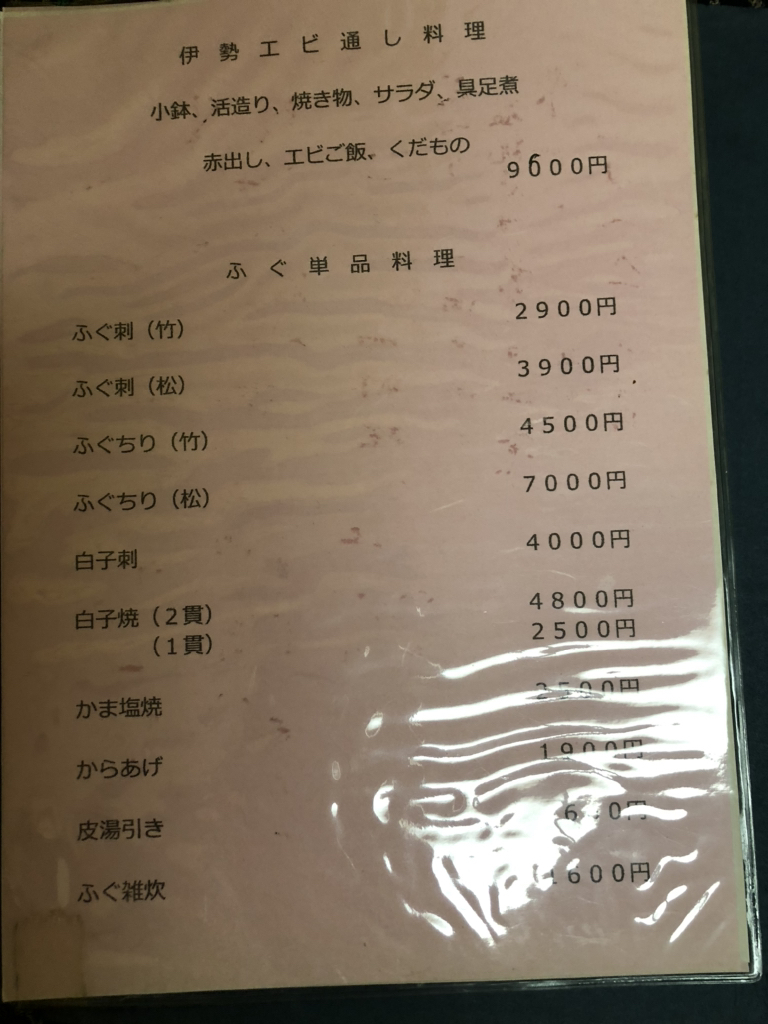 伊勢エビ通し料理
小鉢、活造り、焼き物、サラダ、具足煮
赤出し、エビご飯、くだもの
ふぐ単品料理
ふぐ刺（竹） ２９００円
ふぐ刺（松） ３９００円
ふぐちり（竹） ４５００円
ふぐちり（松） ７０００円
白子刺 ４０００円
白子焼（２貫） ４８００円
（１貫） ２５００円
かま塩焼
からあげ １９００円
皮湯引き
ふぐ雑炊